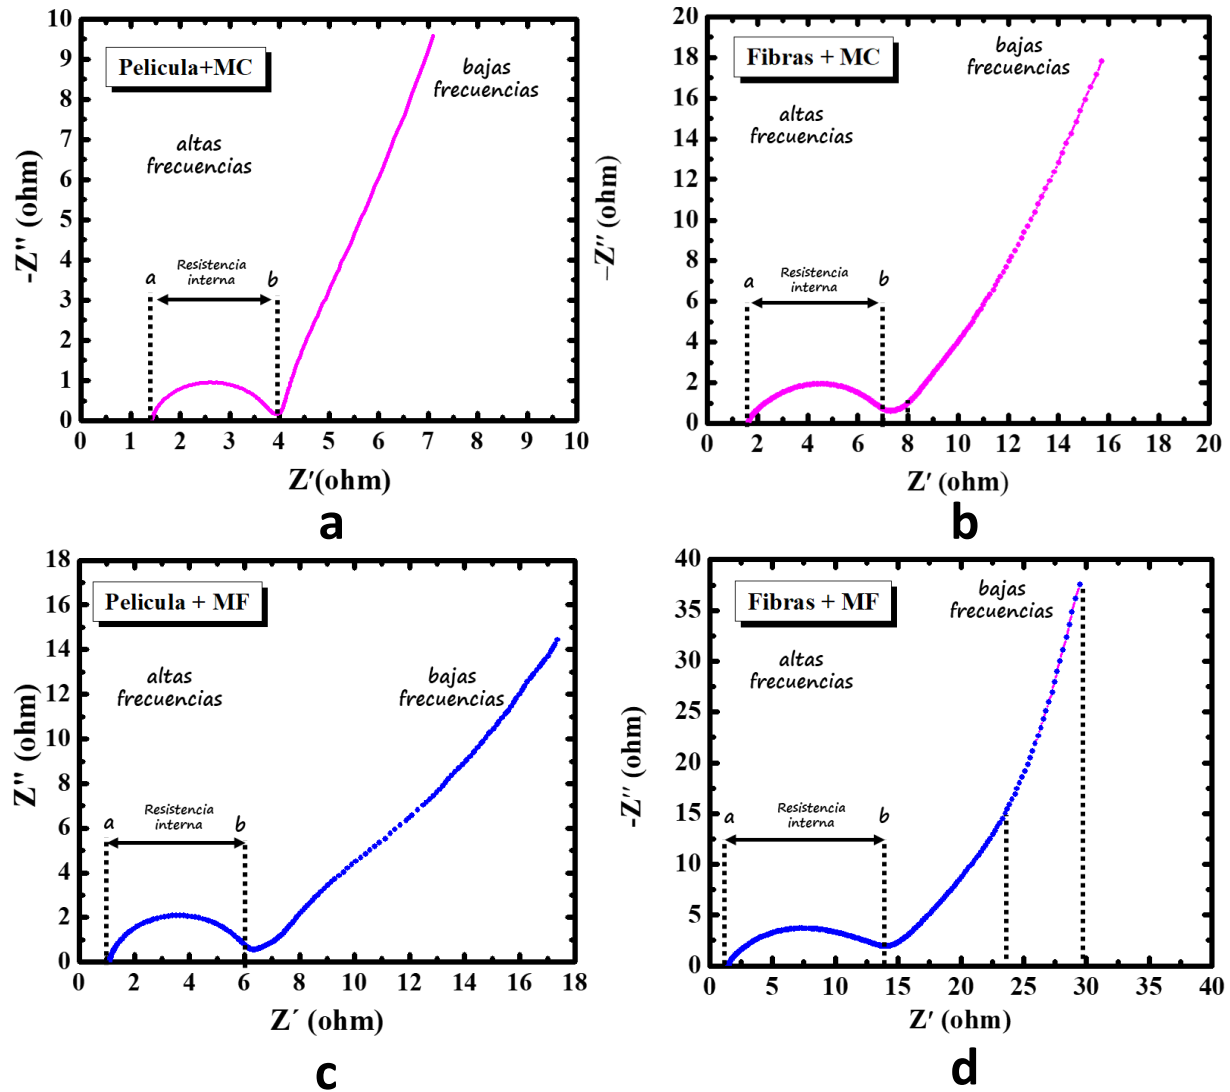 Pelicula+MC
bajas
frecuencias
altas
frecuencias
a
Resistencia
interna
b
-Z'' (ohm)
0 1 2 3 4 5 6 7 8 9 10
0 1 2 3 4 5 6 7 8 9 10
Z'(ohm)
a
Fibras + MC
bajas
frecuencias
altas
frecuencias
a
Resistencia
interna
b
–Z'' (ohm)
0 2 4 6 8 10 12 14 16 18 20
0 2 4 6 8 10 12 14 16 18 20
Z' (ohm)
b
Pelicula + MF
altas
frecuencias
bajas
frecuencias
a
Resistencia
interna
b
Z'' (ohm)
0 2 4 6 8 10 12 14 16 18
0 2 4 6 8 10 12 14 16 18
Z´ (ohm)
c
Fibras + MF
bajas
frecuencias
altas
frecuencias
a
Resistencia
interna
b
-Z'' (ohm)
0 5 10 15 20 25 30 35 40
0 5 10 15 20 25 30 35 40
Z' (ohm)
d